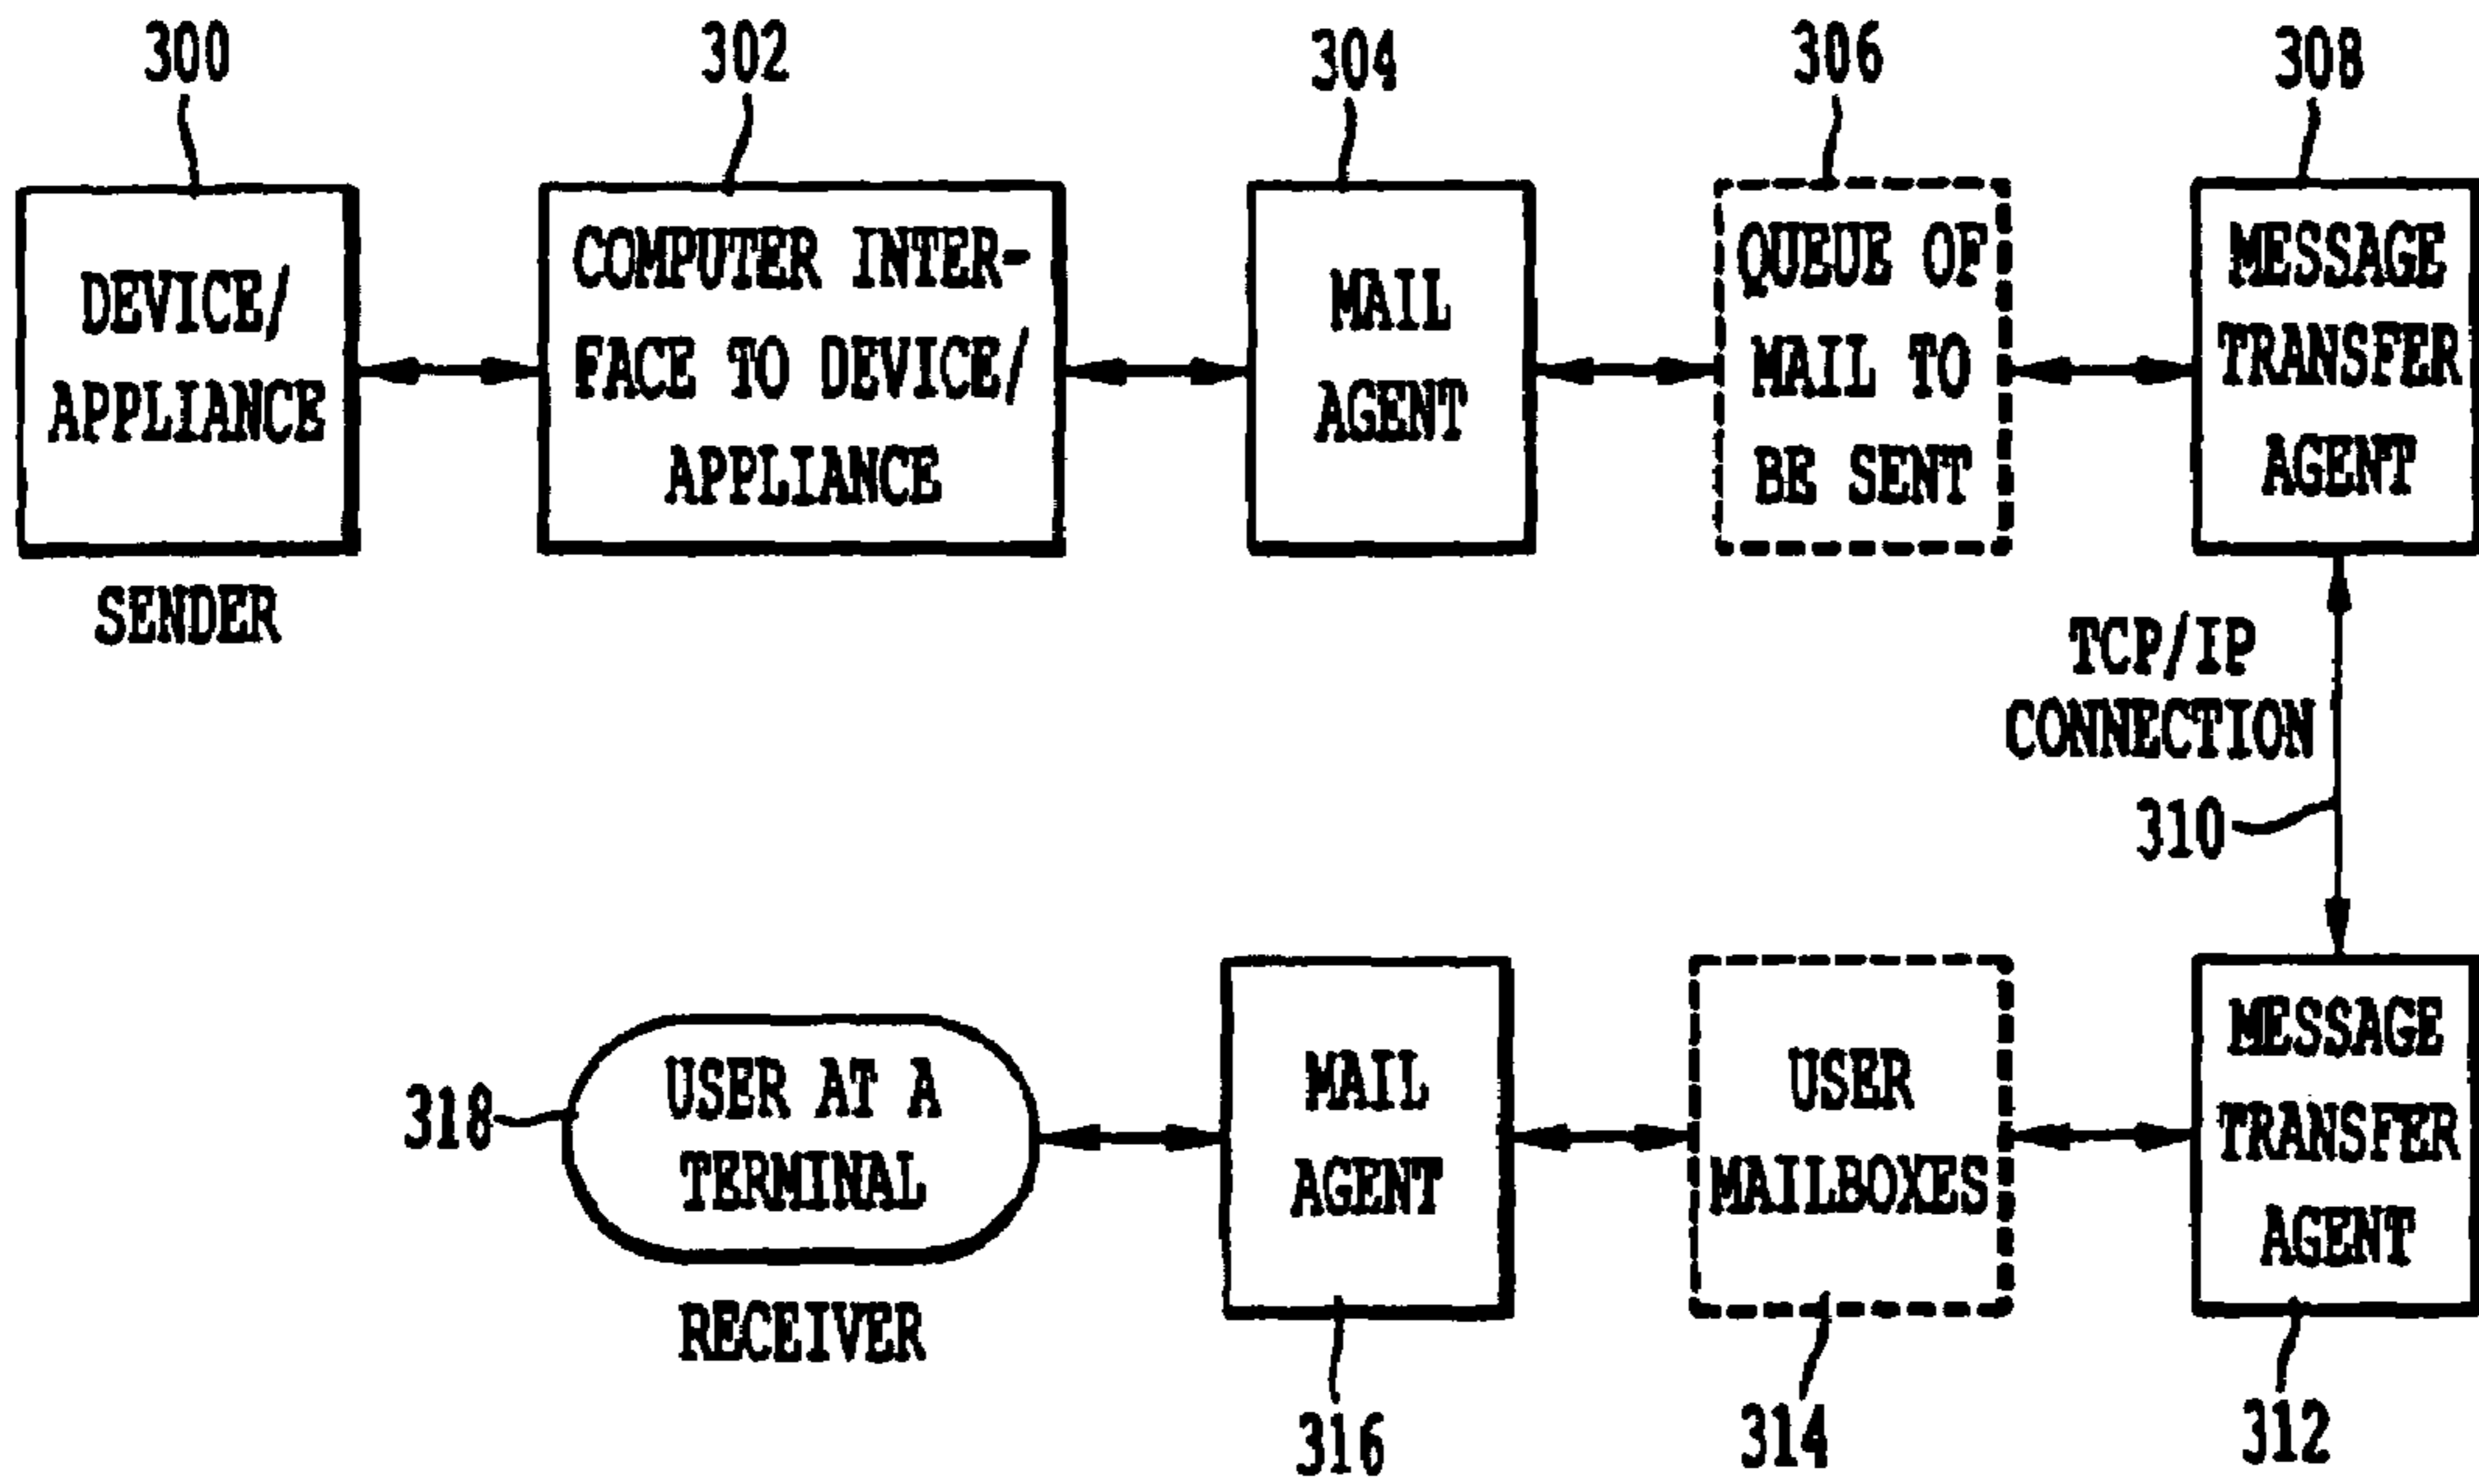 300
302
304
306
308
DEVICE/
APPLIANCE
SENDER
COMPUTER INTER-
FACE TO DEVICE/
APPLIANCE
MAIL
AGENT
QUEUE OF
MAIL TO
BE SENT
MESSAGE
TRANSFER
AGENT
TCP/IP
CONNECTION
310
318
USER AT A
TERMINAL
RECEIVER
MAIL
AGENT
USER
MAILBOXES
MESSAGE
TRANSFER
AGENT
316
314
312